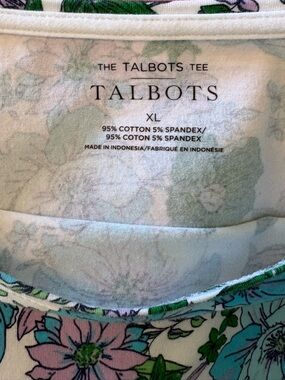 THE TALBOTS TEE
TALBOTS
XL
95% COTTON 5% SPANDEX/
95% COTON 5% SPANDEX
MADE IN INDONESIA/FABRIQUÉ EN INDONÉSIE